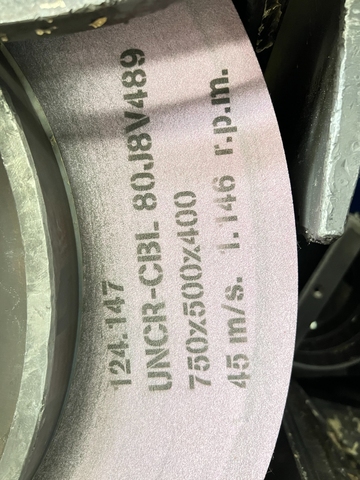 124.147
UNCR-CBL 80J8V489
750x500x400
45 m/s. 1.146 r.p.m.